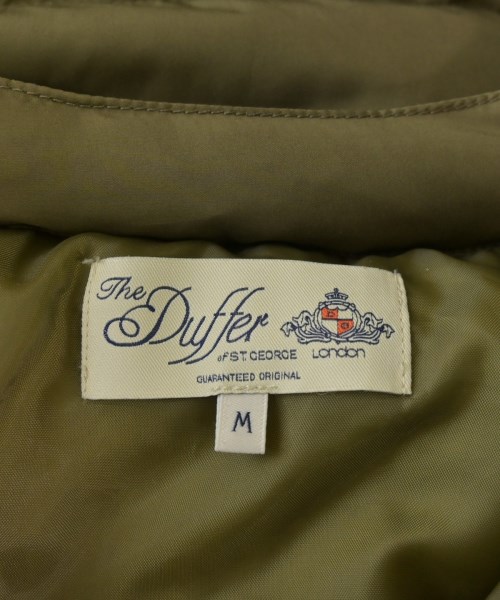 The
Duffer
of ST. GEORGE London
GUARANTEED ORIGINAL
M